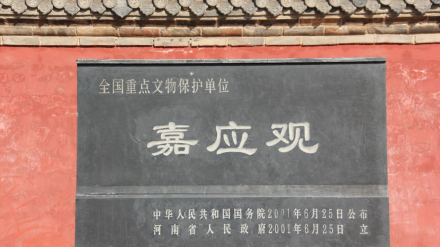 全国重点文物保护单位
嘉应观
中华人民共和国国务院2001年6月25日公布
河南省人民政府2001年6月25日 立